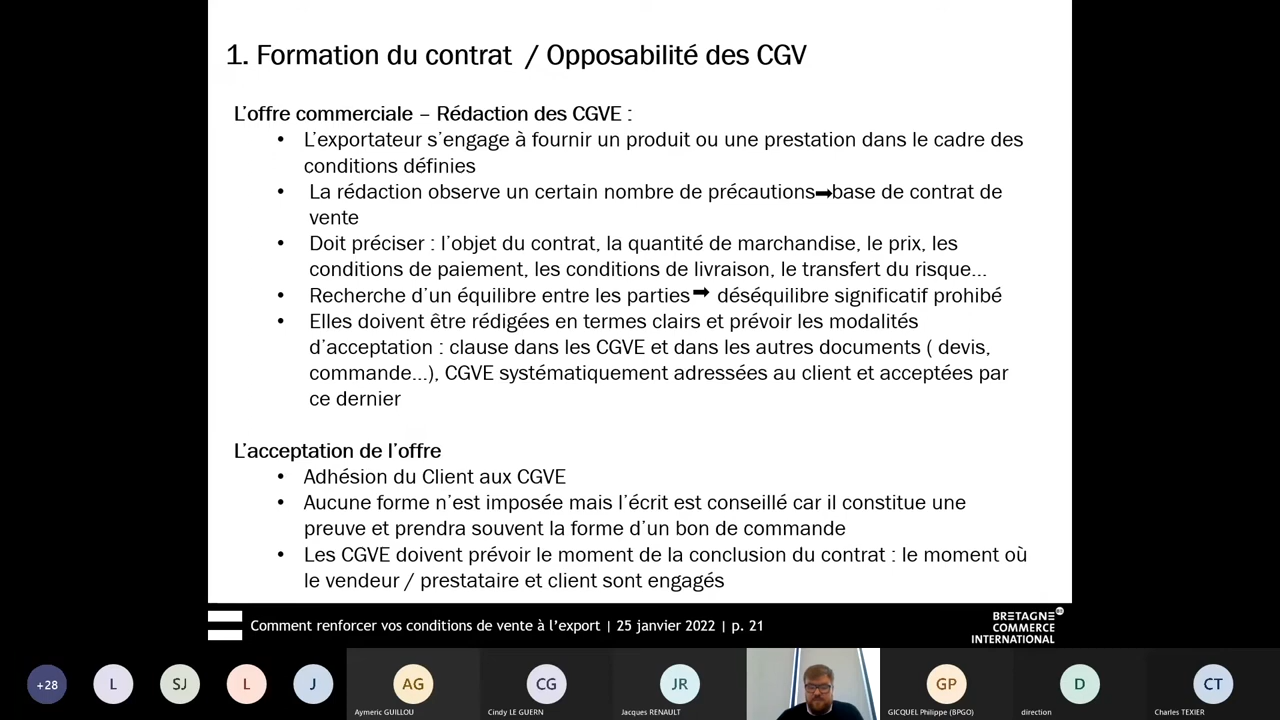 1. Formation du contrat / Opposabilité des CGV
L'offre commerciale – Rédaction des CGVE :
• L'exportateur s'engage à fournir un produit ou une prestation dans le cadre des
conditions définies
• La rédaction observe un certain nombre de précautions➡base de contrat de
vente
• Doit préciser : l'objet du contrat, la quantité de marchandise, le prix, les
conditions de paiement, les conditions de livraison, le transfert du risque...
• Recherche d'un équilibre entre les parties➡ déséquilibre significatif prohibé
• Elles doivent être rédigées en termes clairs et prévoir les modalités
d'acceptation : clause dans les CGVE et dans les autres documents ( devis,
commande...), CGVE systématiquement adressées au client et acceptées par
ce dernier
L'acceptation de l'offre
• Adhésion du Client aux CGVE
• Aucune forme n'est imposée mais l'écrit est conseillé car il constitue une
preuve et prendra souvent la forme d'un bon de commande
• Les CGVE doivent prévoir le moment de la conclusion du contrat : le moment où
le vendeur / prestataire et client sont engagés
Comment renforcer vos conditions de vente à l'export | 25 janvier 2022 | p. 21
BRETAGNE
COMMERCE
INTERNATIONAL
+28 L SJ L J AG CG JR GP D CT
Aymeric GUILLOU Cindy LE GUERN Jacques RENAULT GICQUEL Philippe (BPGO) direction Charles TEXIER